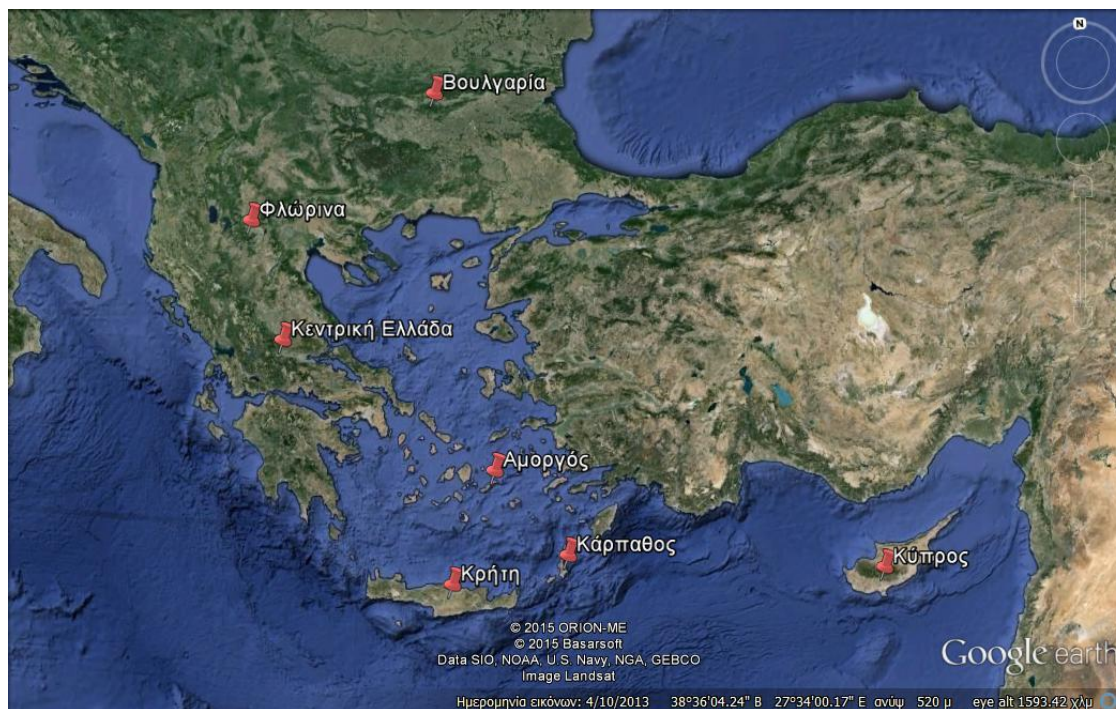 N
Βουλγαρία
Φλώρινα
Κεντρική Ελλάδα
Αμοργός
Κάρπαθος
Κύπρος
Κρήτη
© 2015 ORION-ME
© 2015 Basarsoft
Data SIO, NOAA, U.S. Navy, NGA, GEBCO
Image Landsat
Google earth
Ημερομηνία εικόνων: 4/10/2013 38°36'04.24" Β 27°34'00.17" Ε ανύψ 520 μ eye alt 1593.42 χλμ